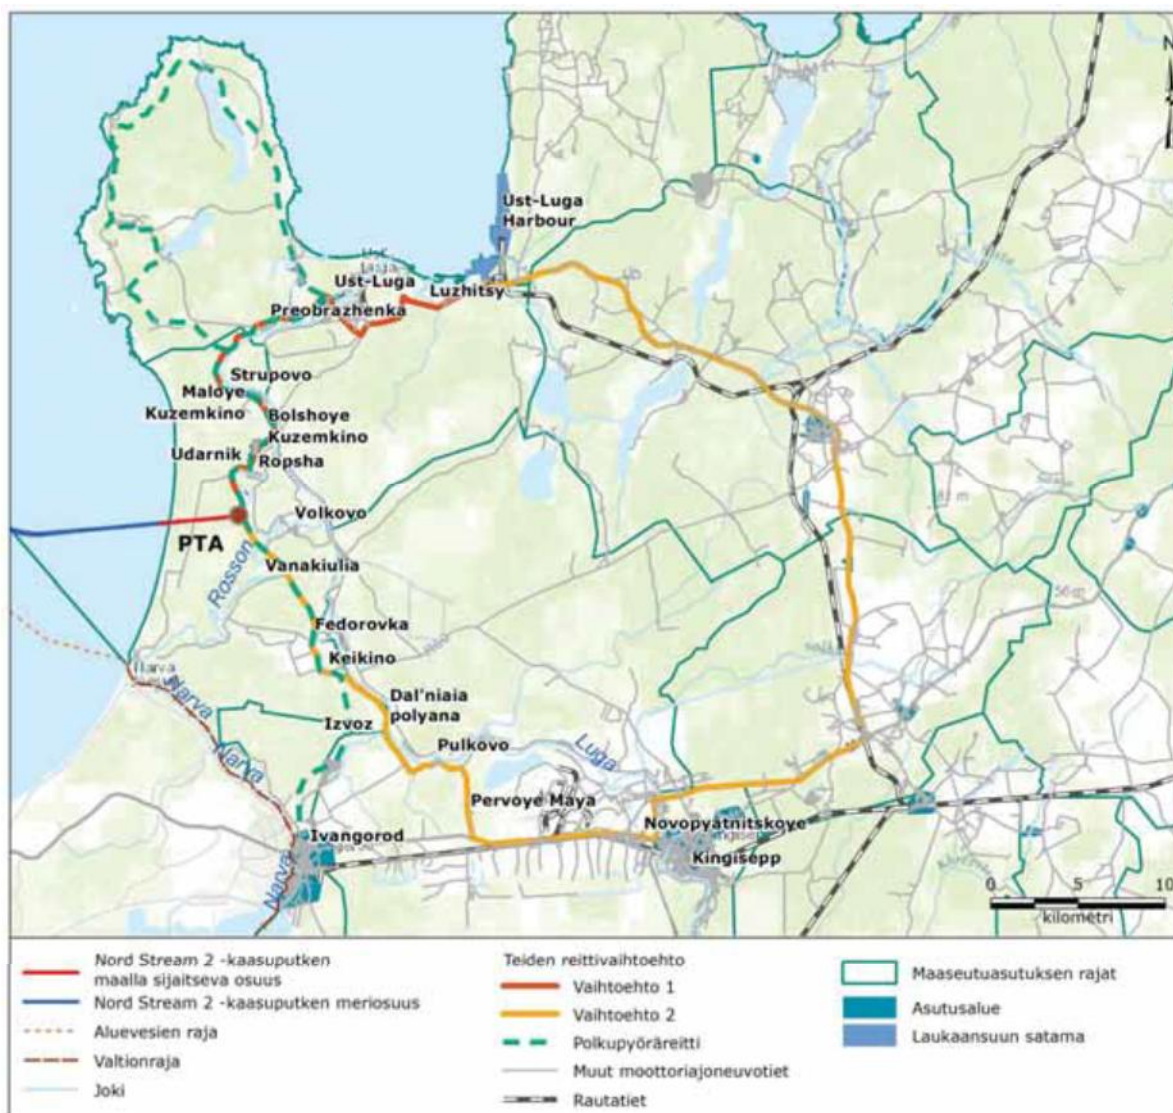 N
Ust-Luga
Harbour
Ust-Luga
Luzhitsy
Preobrazhenka
Strupovo
Maloye
Kuzemkino
Bolshoye
Kuzemkino
Udarnik
Ropsha
Volkovo
PTA
Rosson
Vanakiulia
Fedorovka
Keikino
Narva
Narva
Narva
Dal'niaia
polyana
Izvoz
Pulkovo
Luga
Pervoye Maya
Novopyatnitskoye
Ivangorod
Kingisepp
Narva
0 5 10
kilometri
Nord Stream 2 -kaasuputken
maalla sijaitseva osuus
Nord Stream 2 -kaasuputken meriosuus
Aluevesien raja
Valtionraja
Joki
Teiden reittivaihtoehto
Vaihtoehto 1
Vaihtoehto 2
Polkupyöräreitti
Muut moottoriajoneuvotiet
Rautatiet
Maaseutuasutuksen rajat
Asutusalue
Laukaansuun satama